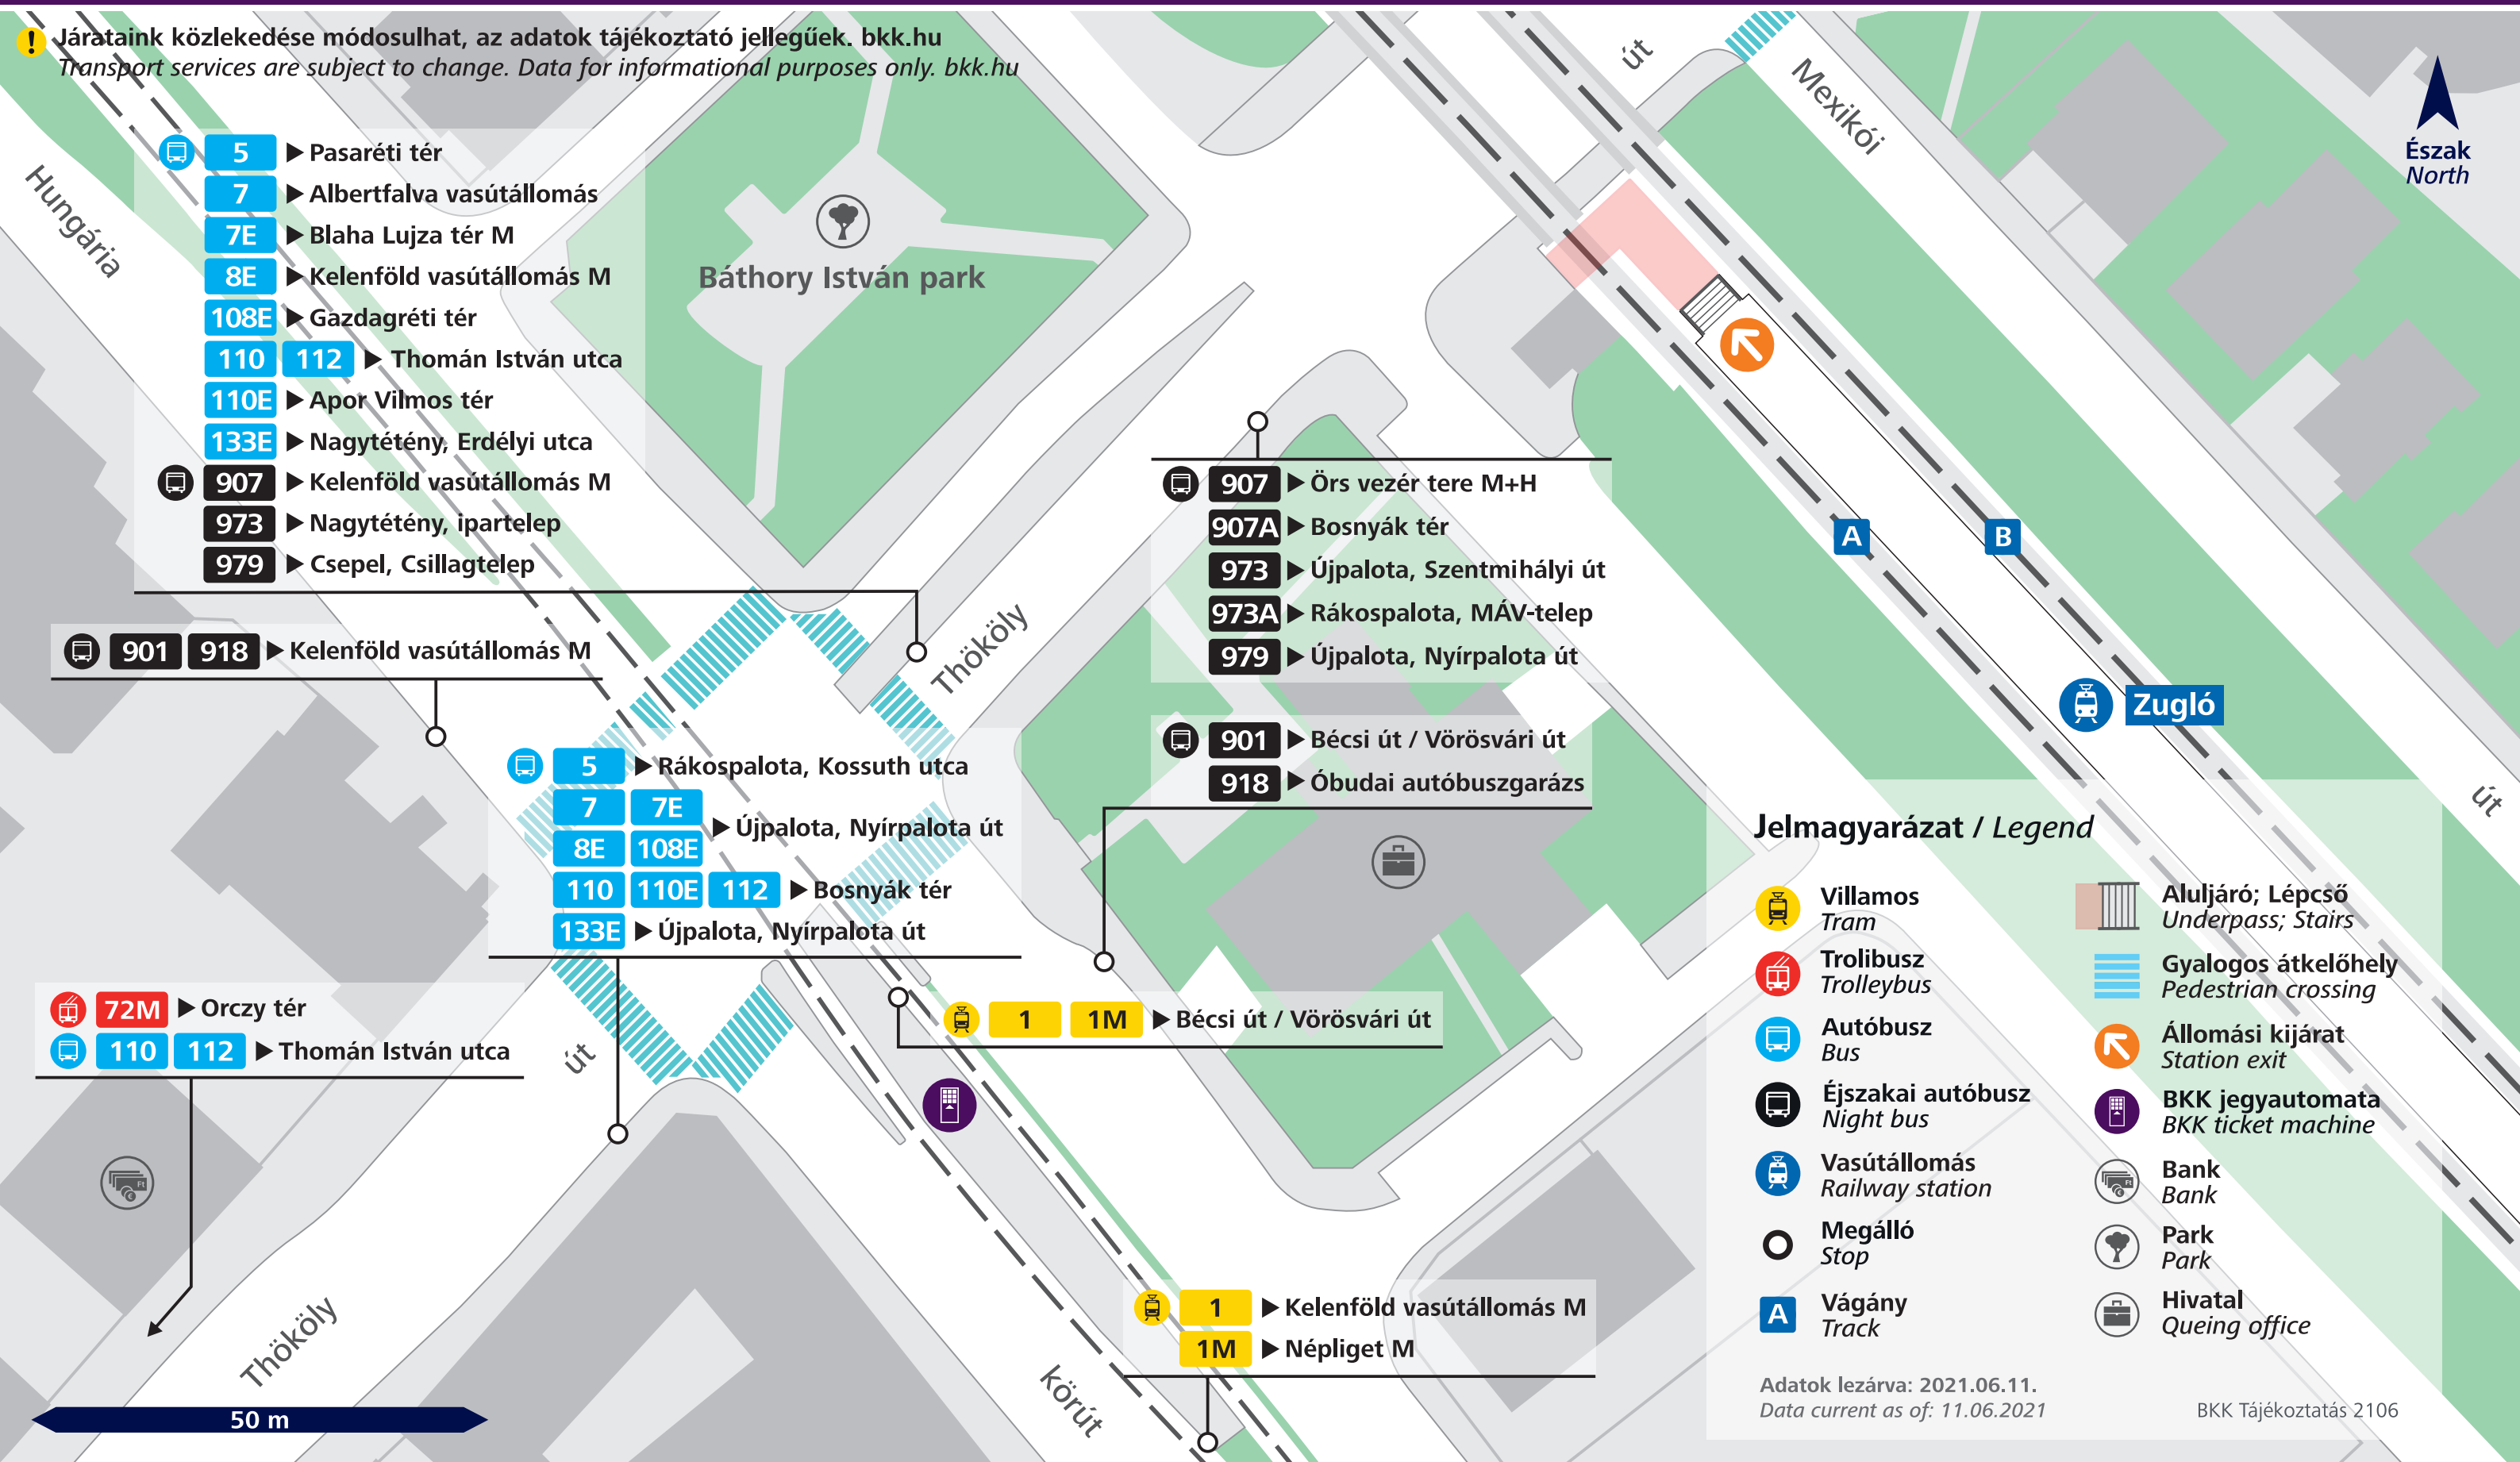 Járataink közlekedése módosulhat, az adatok tájékoztató jellegűek. bkk.hu
Transport services are subject to change. Data for informational purposes only. bkk.hu
Hungária
5 ▶ Pasaréti tér
7 ▶ Albertfalva vasútállomás
7E ▶ Blaha Lujza tér M
8E ▶ Kelenföld vasútállomás M
108E ▶ Gazdagréti tér
110 112 ▶ Thomán István utca
110E ▶ Apor Vilmos tér
133E ▶ Nagytétény, Erdélyi utca
907 ▶ Kelenföld vasútállomás M
973 ▶ Nagytétény, ipartelep
979 ▶ Csepel, Csillagtelep
Báthory István park
út
Mexikói
Észak
North
901 918 ▶ Kelenföld vasútállomás M
Thököly
907 ▶ Örs vezér tere M+H
907A ▶ Bosnyák tér
973 ▶ Újpalota, Szentmihályi út
973A ▶ Rákospalota, MÁV-telep
979 ▶ Újpalota, Nyírpalota út
A
B
Zugló
út
901 ▶ Bécsi út / Vörösvári út
918 ▶ Óbudai autóbuszgarázs
5 ▶ Rákospalota, Kossuth utca
7 7E
8E 108E ▶ Újpalota, Nyírpalota út
110 110E 112 ▶ Bosnyák tér
133E ▶ Újpalota, Nyírpalota út
72M ▶ Orczy tér
110 112 ▶ Thomán István utca
út
1 1M ▶ Bécsi út / Vörösvári út
Thököly
50 m
körút
1 ▶ Kelenföld vasútállomás M
1M ▶ Népliget M
Jelmagyarázat / Legend
Villamos
Tram
Trolibusz
Trolleybus
Autóbusz
Bus
Éjszakai autóbusz
Night bus
Vasútállomás
Railway station
Megálló
Stop
A
Vágány
Track
Aluljáró; Lépcső
Underpass; Stairs
Gyalogos átkelőhely
Pedestrian crossing
Állomási kijárat
Station exit
BKK jegyautomata
BKK ticket machine
Bank
Bank
Park
Park
Hivatal
Queing office
Adatok lezárva: 2021.06.11.
Data current as of: 11.06.2021
BKK Tájékoztatás 2106